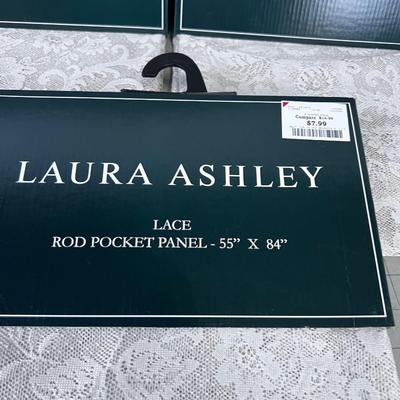 Compare $14.99
$7.99
LAURA ASHLEY
LACE
ROD POCKET PANEL - 55” X 84”